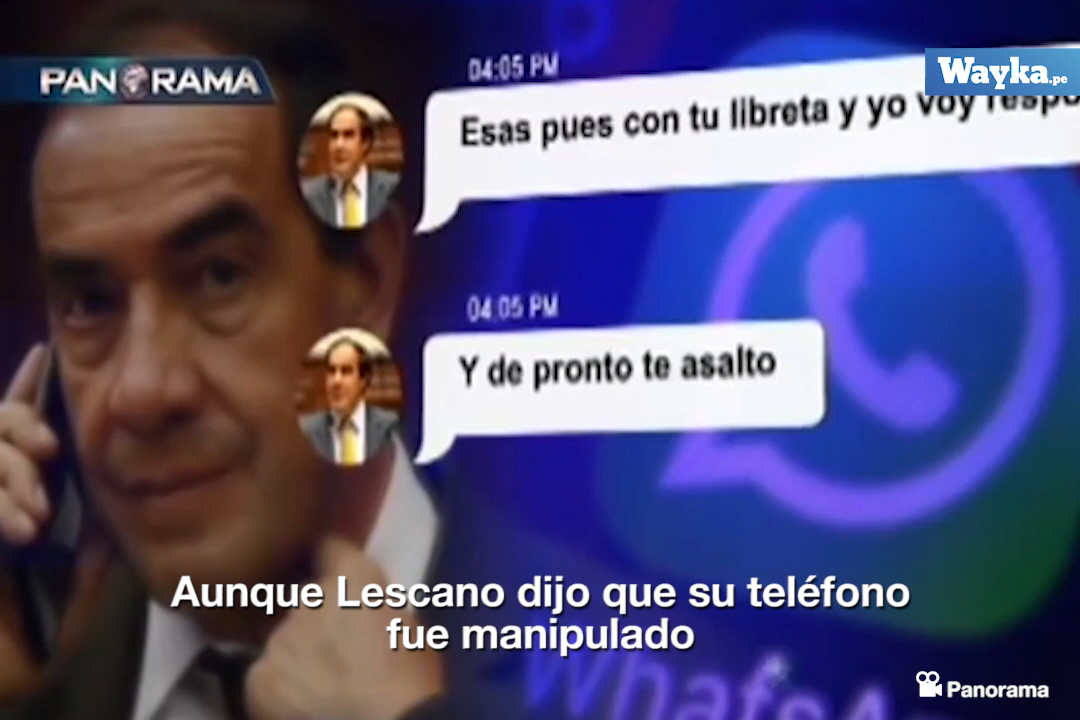 PANORAMA
Wayka.pe
04:05 PM
Esas pues con tu libreta y yo voy
04:05 PM
Y de pronto te asalto
Aunque Lescano dijo que su teléfono
fue manipulado
Panorama